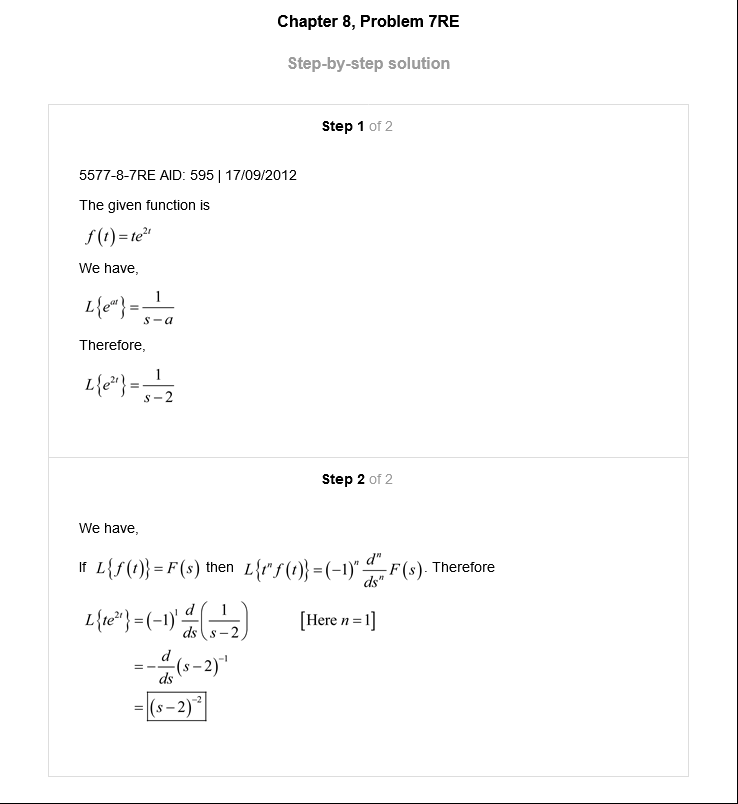 Chapter 8, Problem 7RE
Step-by-step solution
Step 1 of 2
5577-8-7RE AID: 595 | 17/09/2012
The given function is
f(t) = te^{2t}
We have,
L{e^{at}} = \frac{1}{s-a}
Therefore,
L{e^{2t}} = \frac{1}{s-2}
Step 2 of 2
We have,
If L{f(t)} = F(s) then L{t^n f(t)} = (-1)^n \frac{d^n}{ds^n} F(s). Therefore
L{te^{2t}} = (-1)^1 \frac{d}{ds} (\frac{1}{s-2}) [Here n = 1]
= -\frac{d}{ds} (s-2)^{-1}
= (s-2)^{-2}